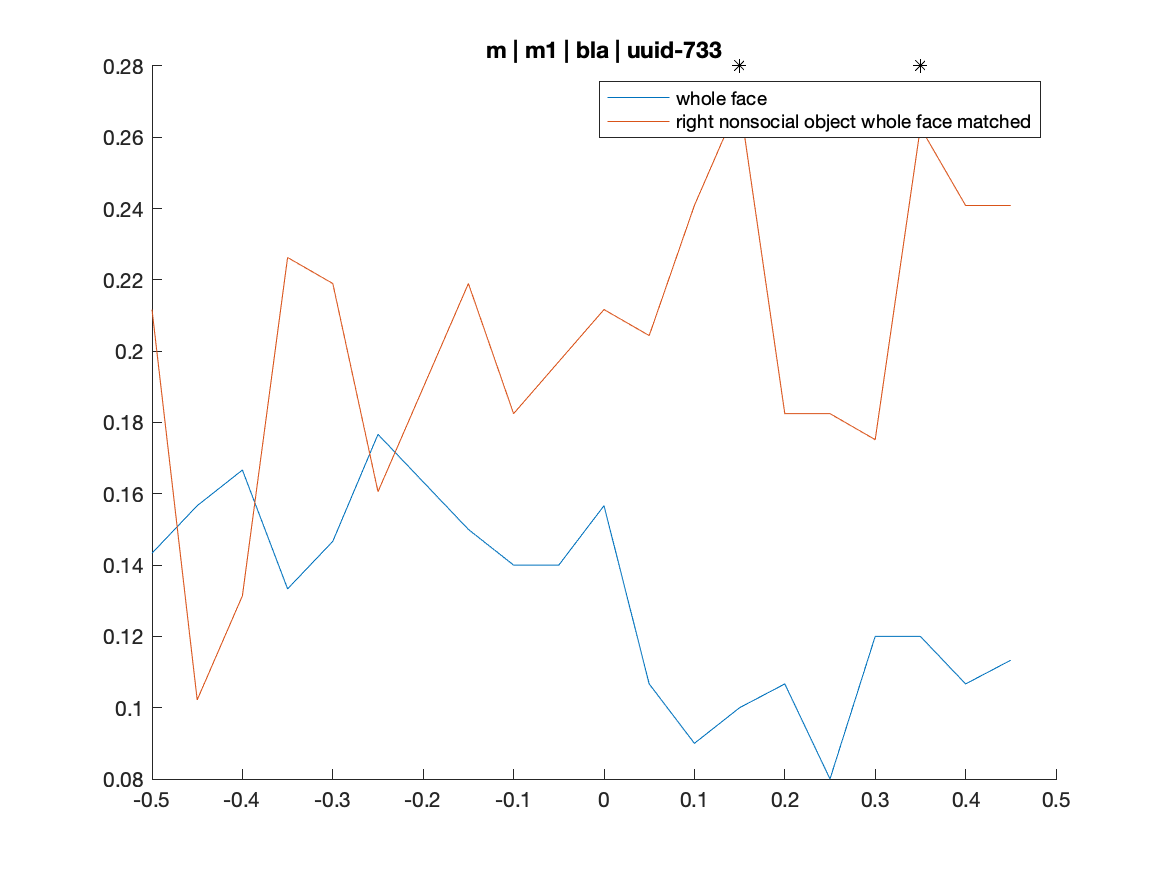 m | m1 | bla | uuid-733
0.28
whole face
right nonsocial object whole face matched
0.26
0.24
0.22
0.2
0.18
0.16
0.14
0.12
0.1
0.08
-0.5 -0.4 -0.3 -0.2 -0.1 0 0.1 0.2 0.3 0.4 0.5